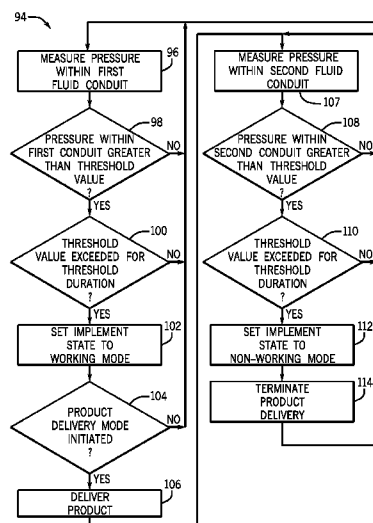 94
MEASURE PRESSURE
WITHIN FIRST
FLUID CONDUIT
96
98
PRESSURE WITHIN
FIRST CONDUIT GREATER
THAN THRESHOLD
VALUE
?
NO
YES
100
THRESHOLD
VALUE EXCEEDED FOR
THRESHOLD
DURATION
?
NO
YES
102
SET IMPLEMENT
STATE TO
WORKING MODE
104
PRODUCT
DELIVERY MODE
INITIATED
?
NO
YES
106
DELIVER
PRODUCT
MEASURE PRESSURE
WITHIN SECOND FLUID
CONDUIT
107
108
PRESSURE WITHIN
SECOND CONDUIT GREATER
THAN THRESHOLD
VALUE
?
NO
YES
110
THRESHOLD
VALUE EXCEEDED FOR
THRESHOLD
DURATION
?
NO
YES
SET IMPLEMENT
STATE TO
NON-WORKING MODE
112
TERMINATE
PRODUCT
DELIVERY
114